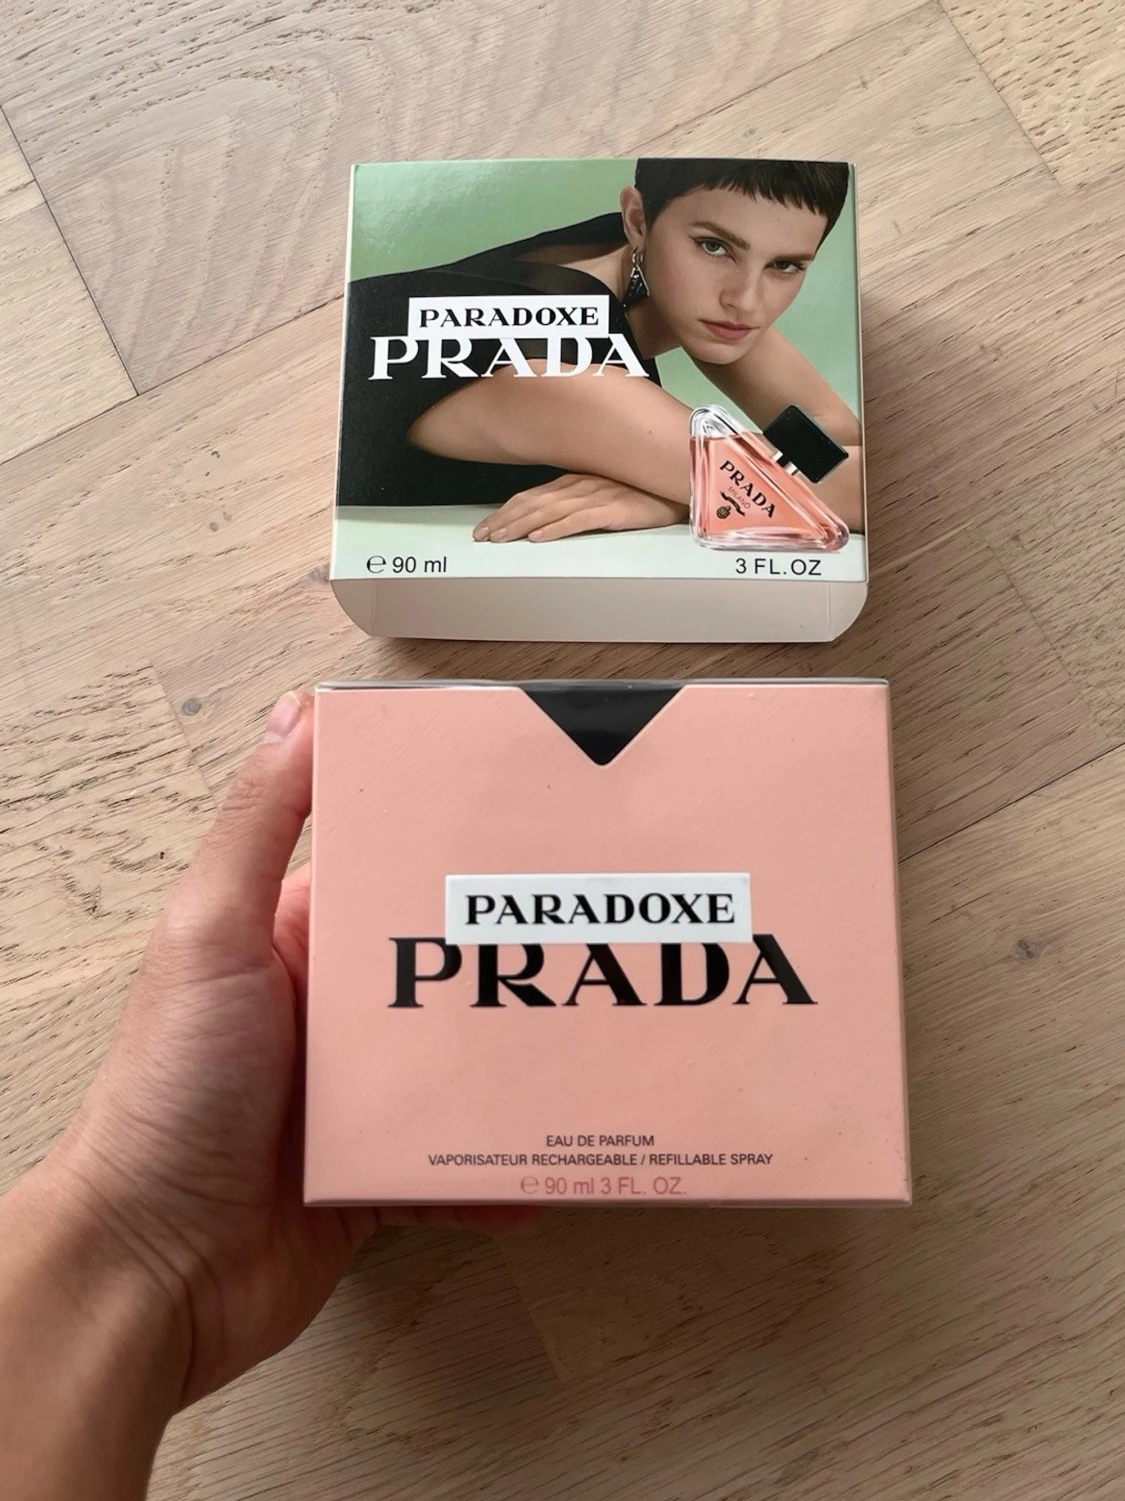 PARADOXE
PRADA
PRADA
MILANO
℮ 90 ml
3 FL.OZ
PARADOXE
PRADA
EAU DE PARFUM
VAPORISATEUR RECHARGEABLE / REFILLABLE SPRAY
℮ 90 ml 3 FL. OZ.